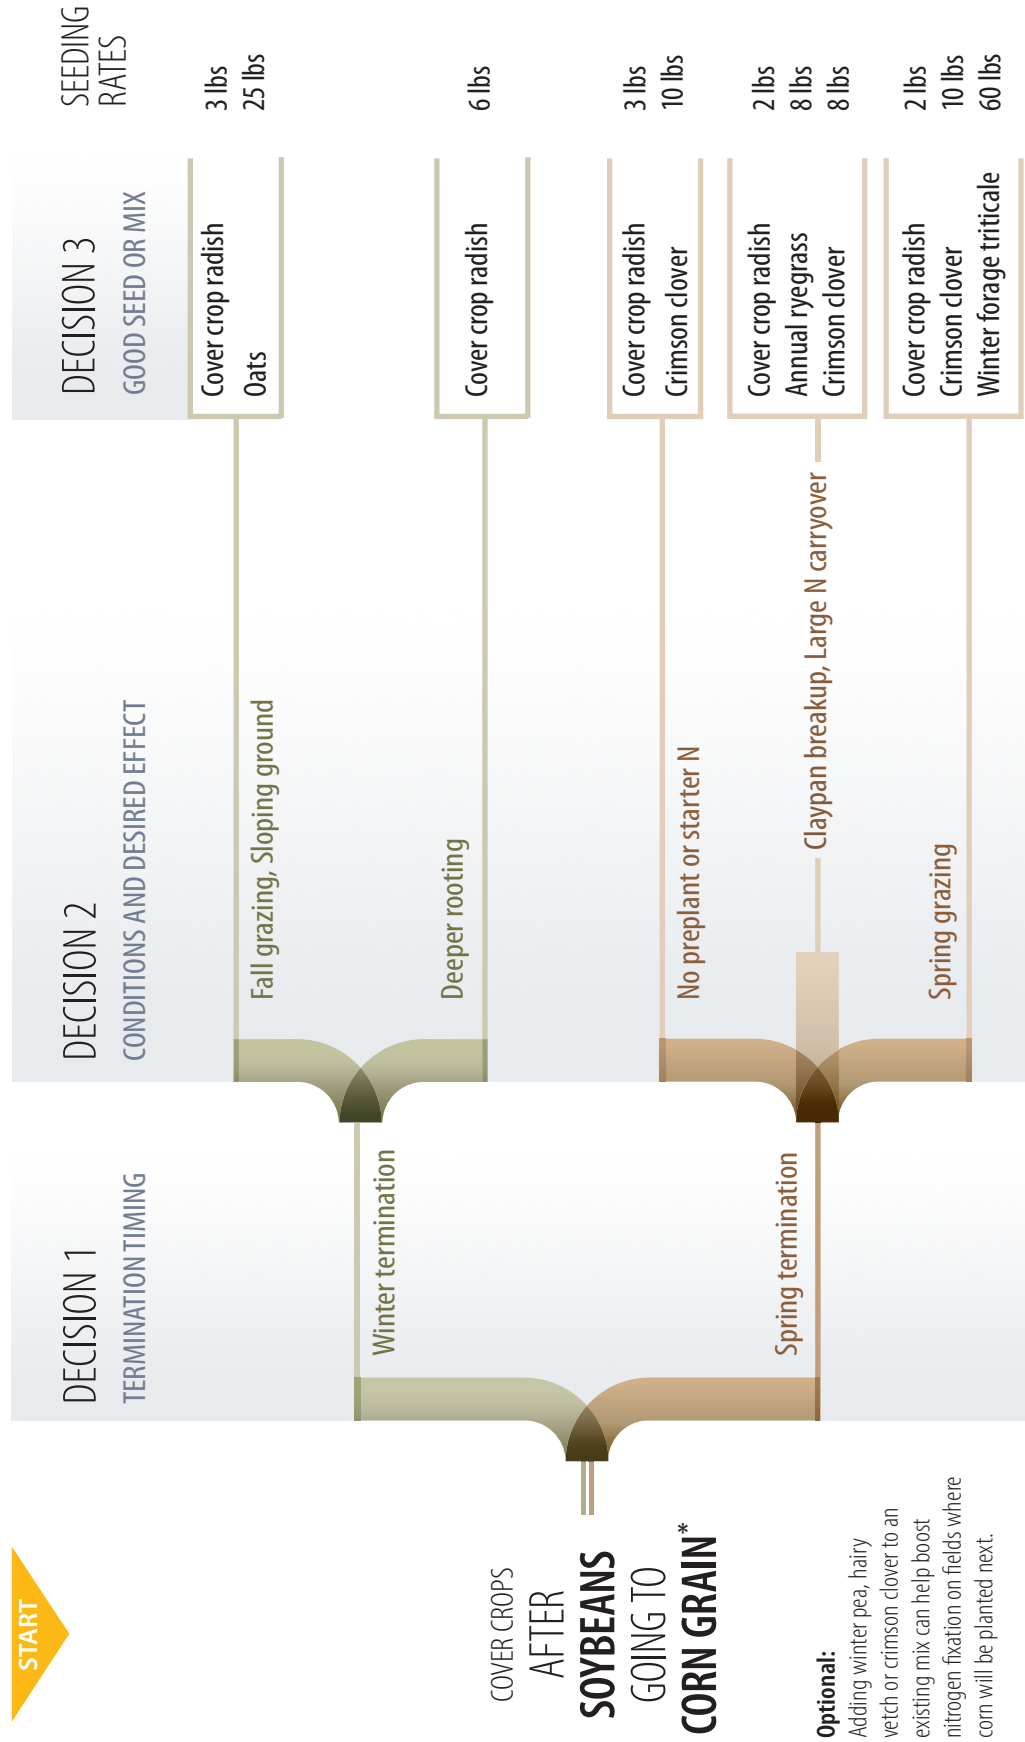 START
COVER CROPS
AFTER
SOYBEANS
GOING TO
CORN GRAIN*
Optional:
Adding winter pea, hairy
vetch or crimson clover to an
existing mix can help boost
nitrogen fixation on fields where
corn will be planted next.
DECISION 1
TERMINATION TIMING
Winter termination
Spring termination
DECISION 2
CONDITIONS AND DESIRED EFFECT
Fall grazing, Sloping ground
Deeper rooting
No preplant or starter N
Claypan breakup, Large N carryover
Spring grazing
DECISION 3
GOOD SEED OR MIX
SEEDING
RATES
Cover crop radish 3 lbs
Oats 25 lbs
Cover crop radish 6 lbs
Cover crop radish 3 lbs
Crimson clover 10 lbs
Cover crop radish 2 lbs
Annual ryegrass 8 lbs
Crimson clover 8 lbs
Cover crop radish 2 lbs
Crimson clover 10 lbs
Winter forage triticale 60 lbs